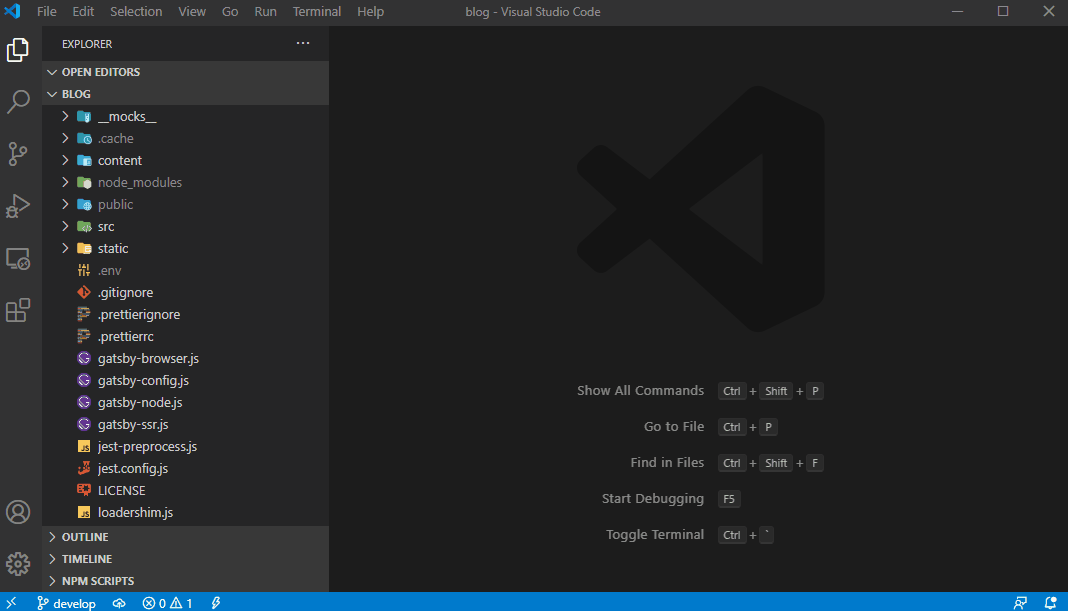 File Edit Selection View Go Run Terminal Help blog - Visual Studio Code
EXPLORER ···
OPEN EDITORS
BLOG
__mocks__
.cache
content
node_modules
public
src
static
.env
.gitignore
.prettierignore
.prettierrc
gatsby-browser.js
gatsby-config.js
gatsby-node.js
gatsby-ssr.js
JS jest-preprocess.js
jest.config.js
LICENSE
JS loadershim.js
OUTLINE
TIMELINE
NPM SCRIPTS
Show All Commands Ctrl + Shift + P
Go to File Ctrl + P
Find in Files Ctrl + Shift + F
Start Debugging F5
Toggle Terminal Ctrl + `
develop 0 1